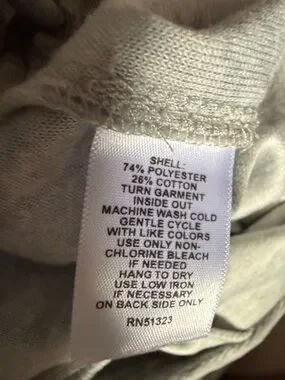 SHELL:
74% POLYESTER
26% COTTON
TURN GARMENT
INSIDE OUT
MACHINE WASH COLD
GENTLE CYCLE
WITH LIKE COLORS
USE ONLY NON-
CHLORINE BLEACH
IF NEEDED
HANG TO DRY
USE LOW IRON
IF NECESSARY
ON BACK SIDE ONLY
RN51323